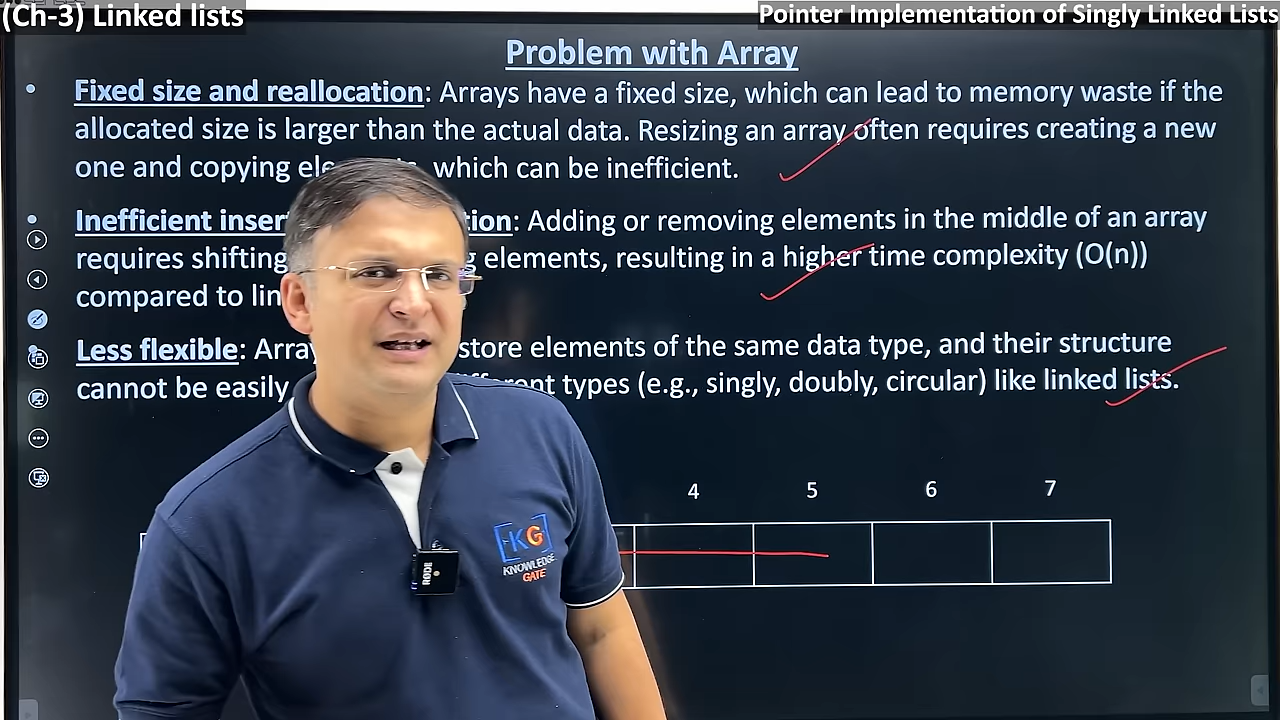 (Ch-3) Linked lists
Pointer Implementation of Singly Linked Lists
Problem with Array
• Fixed size and reallocation: Arrays have a fixed size, which can lead to memory waste if the
allocated size is larger than the actual data. Resizing an array often requires creating a new
one and copying which can be inefficient.
• Inefficient : Adding or removing elements in the middle of an array
requires shifting elements, resulting in a higher time complexity (O(n))
compared to
Less flexible: store elements of the same data type, and their structure
cannot be easily types (e.g., singly, doubly, circular) like linked lists.
4 5 6 7
KG
KNOWLEDGE
GATE
RØDE